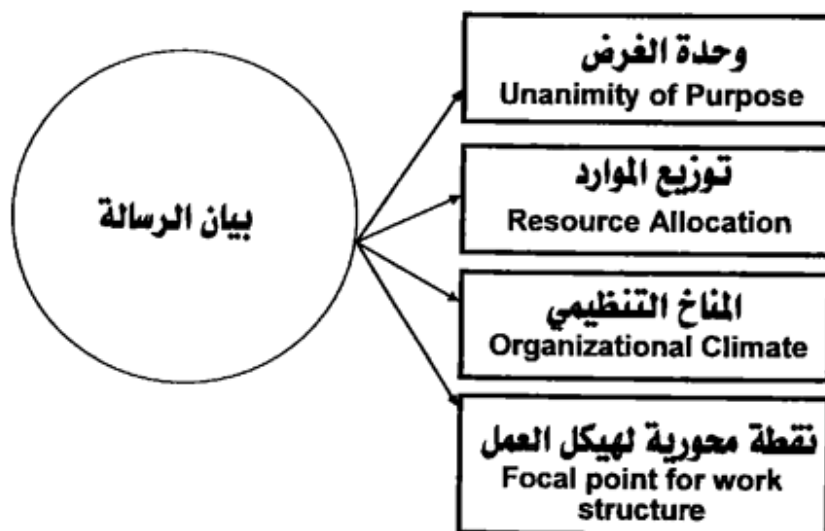 بيان الرسالة
وحدة الغرض
Unanimity of Purpose
توزيع الموارد
Resource Allocation
المناخ التنظيمي
Organizational Climate
نقطة محورية لهيكل العمل
Focal point for work
structure